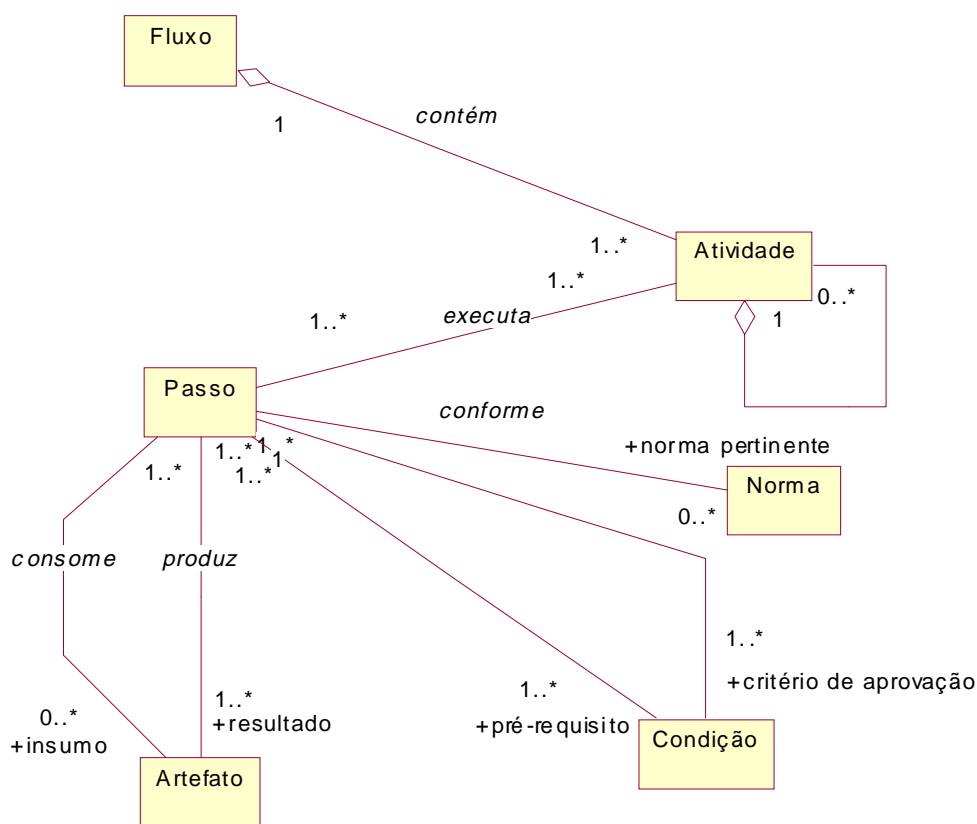 Fluxo
contém
1
1..*
Atividade
1..*
0..*
executa
1
1..*
Passo
conforme
+norma pertinente
1..*
1..*
1..*
1
1..*
Norma
0..*
consome
produz
1..*
+critério de aprovação
1..*
+pré-requisito
1..*
+resultado
0..*
+insumo
Condição
Artefato